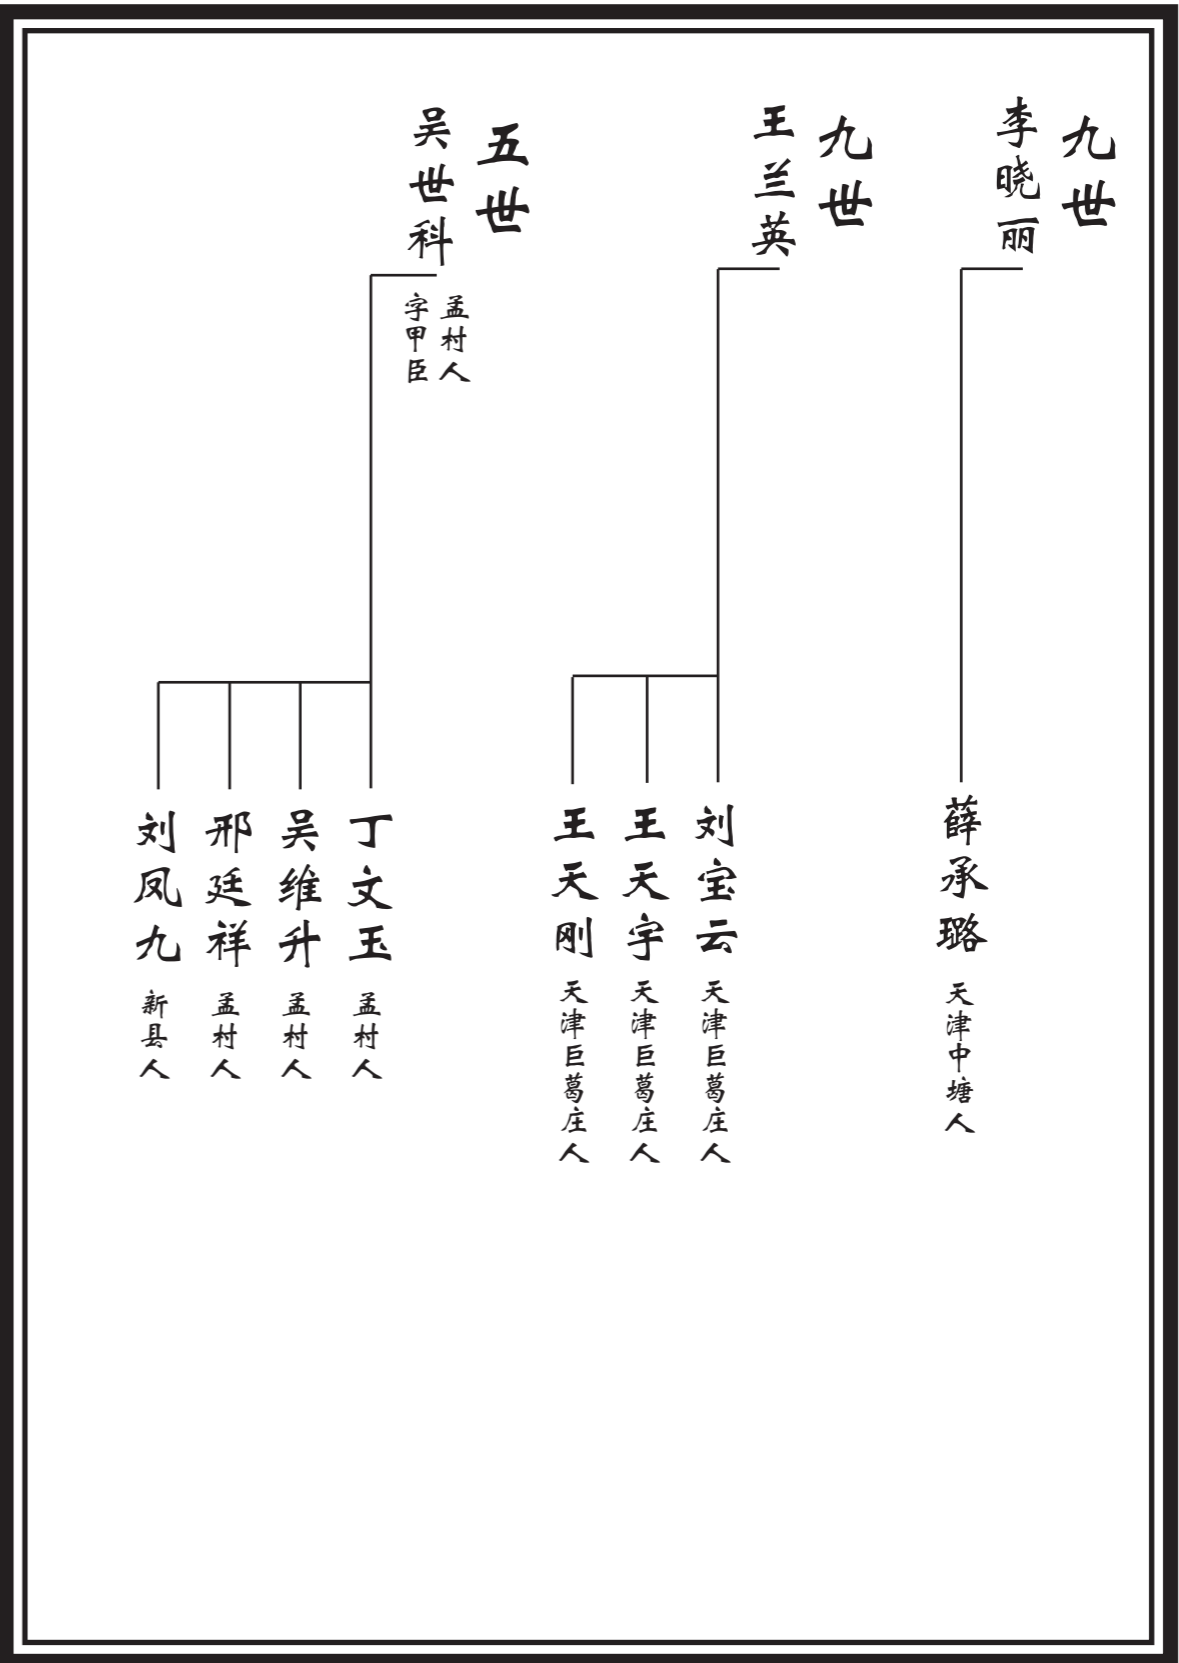 九世
李晓丽
薛承璐
天津中塘人
九世
王兰英
刘宝云
天津巨葛庄人
王天宇
天津巨葛庄人
王天刚
天津巨葛庄人
五世
吴世科
孟村人
字甲臣
丁文玉
孟村人
吴维升
孟村人
邢廷祥
孟村人
刘凤九
新县人